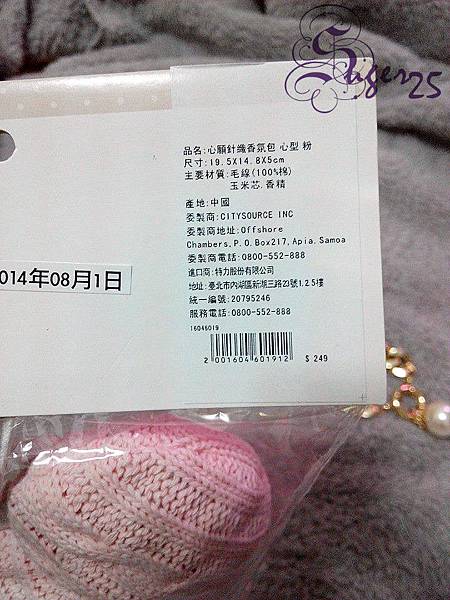 Suger25
品名:心願針織香氛包 心型 粉
尺寸:19.5X14.8X5cm
主要材質:毛線(100%棉)
玉米芯.香精
產地:中國
委製商:CITYSOURCE INC
委製商地址:Offshore
Chambers,P.O.Box217,Apia.Samoa
委製商電話:0800-552-888
進口商:特力股份有限公司
地址:臺北市內湖區新湖三路23號1.2.5樓
統一編號:20795246
服務電話:0800-552-888
16046019
2 001604 601912
$ 249
014年08月1日